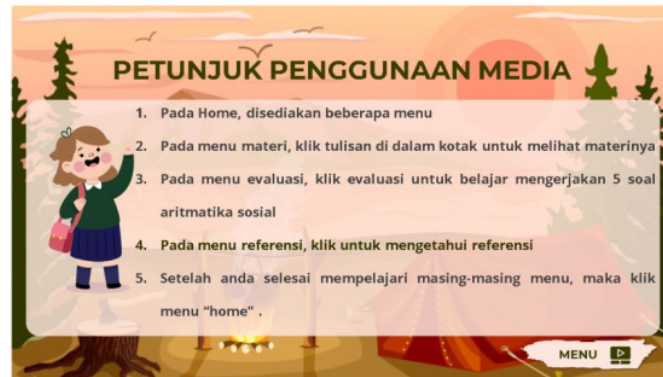 PETUNJUK PENGGUNAAN MEDIA
1. Pada Home, disediakan beberapa menu
2. Pada menu materi, klik tulisan di dalam kotak untuk melihat materinya
3. Pada menu evaluasi, klik evaluasi untuk belajar mengerjakan 5 soal
aritmatika sosial
4. Pada menu referensi, klik untuk mengetahui referensi
5. Setelah anda selesai mempelajari masing-masing menu, maka klik
menu “home” .
MENU